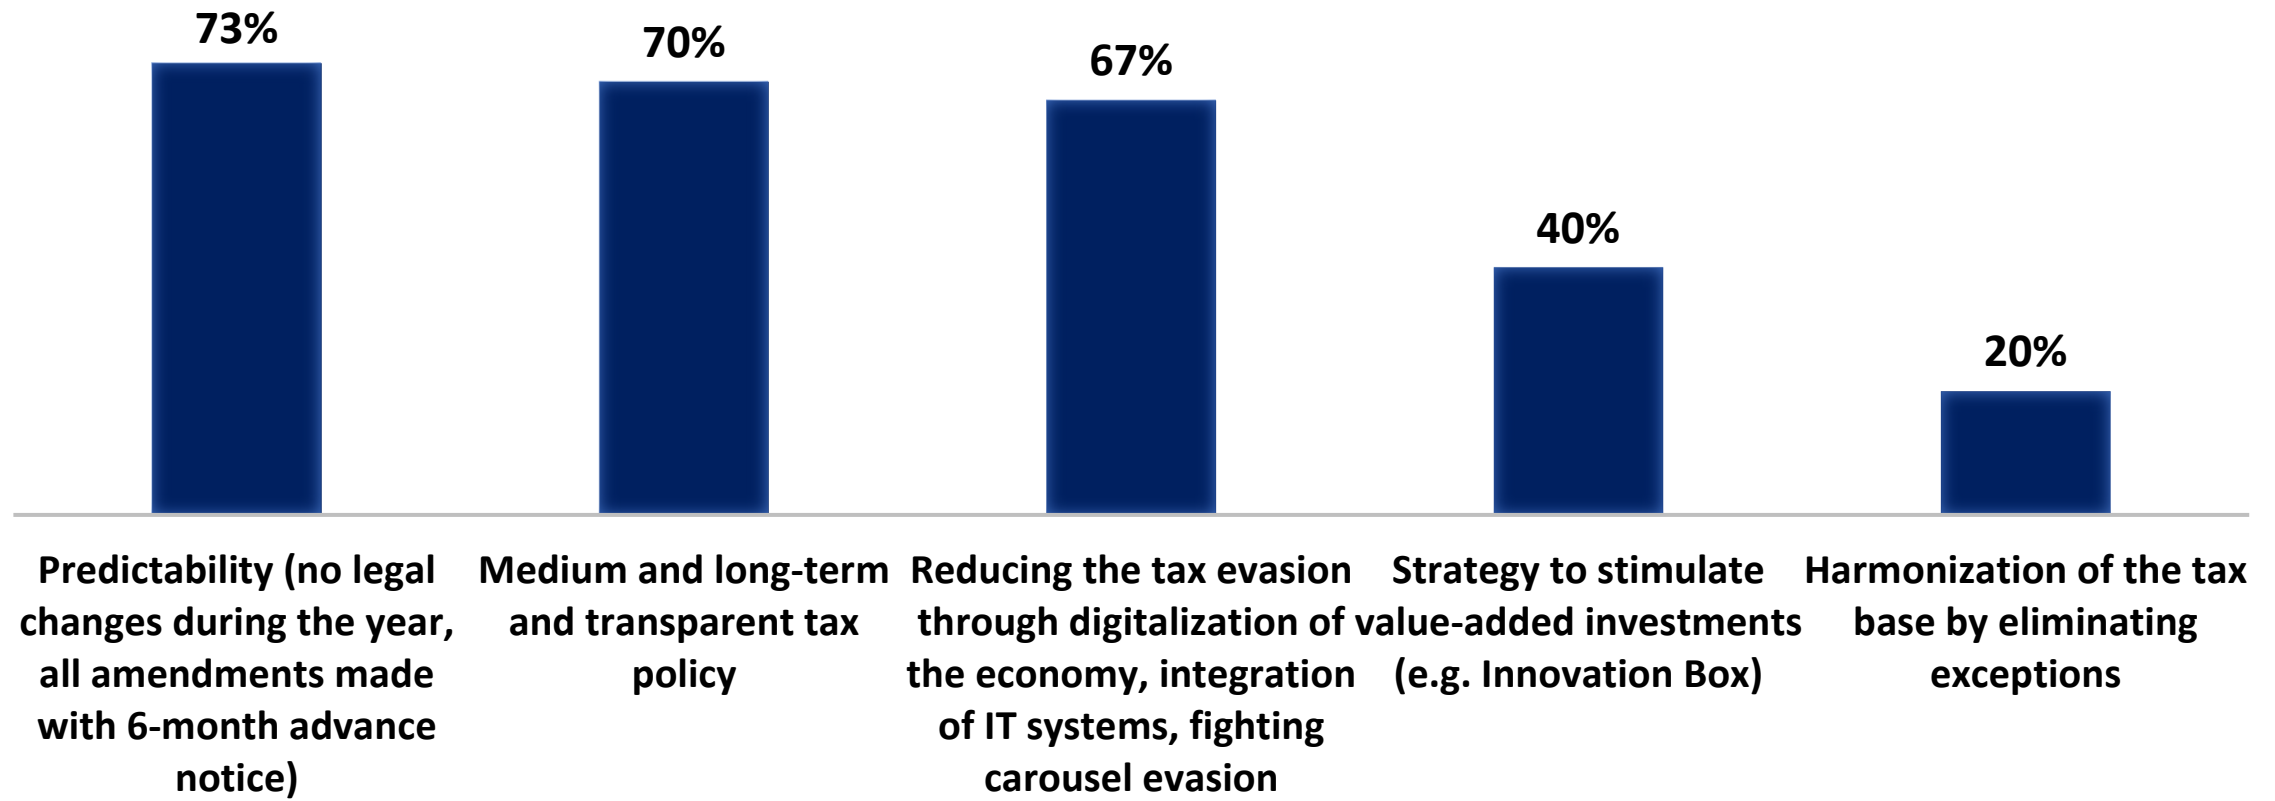 73%
70%
67%
40%
20%
Predictability (no legal
changes during the year,
all amendments made
with 6-month advance
notice)
Medium and long-term
and transparent tax
policy
Reducing the tax evasion
through digitalization of
the economy, integration
of IT systems, fighting
carousel evasion
Strategy to stimulate
value-added investments
(e.g. Innovation Box)
Harmonization of the tax
base by eliminating
exceptions